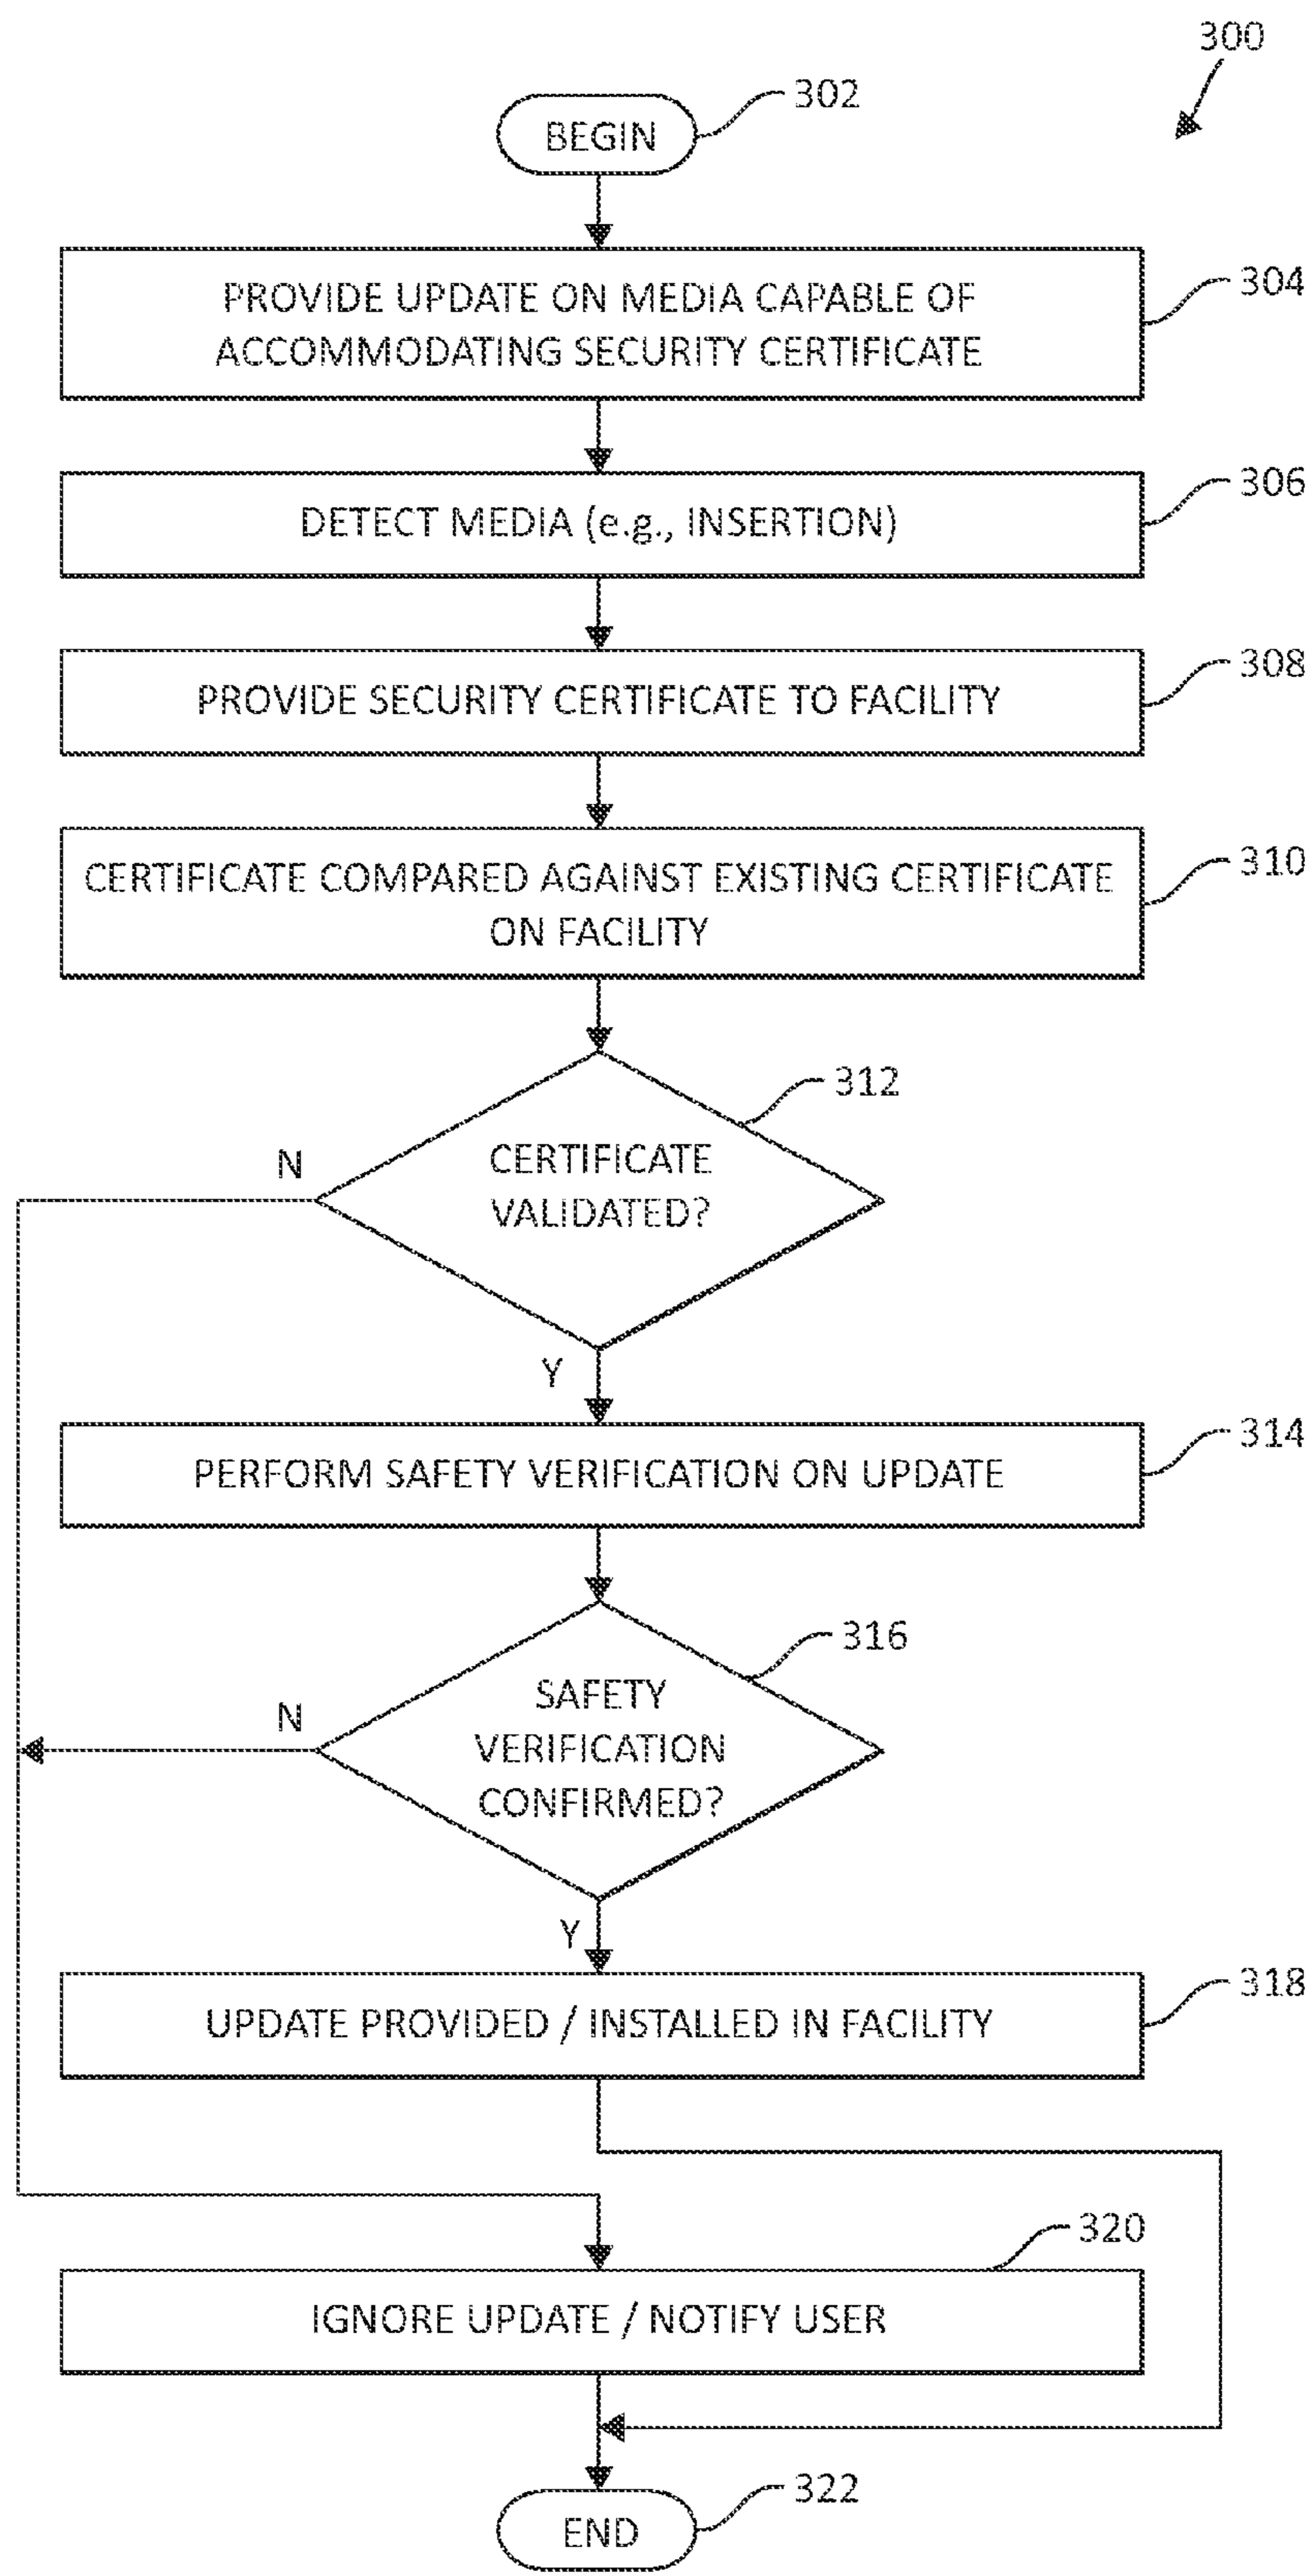 300
BEGIN
302
PROVIDE UPDATE ON MEDIA CAPABLE OF
ACCOMMODATING SECURITY CERTIFICATE
304
DETECT MEDIA (e.g., INSERTION)
306
PROVIDE SECURITY CERTIFICATE TO FACILITY
308
CERTIFICATE COMPARED AGAINST EXISTING CERTIFICATE
ON FACILITY
310
CERTIFICATE
VALIDATED?
312
N
Y
PERFORM SAFETY VERIFICATION ON UPDATE
314
SAFETY
VERIFICATION
CONFIRMED?
316
N
Y
UPDATE PROVIDED / INSTALLED IN FACILITY
318
320
IGNORE UPDATE / NOTIFY USER
END
322